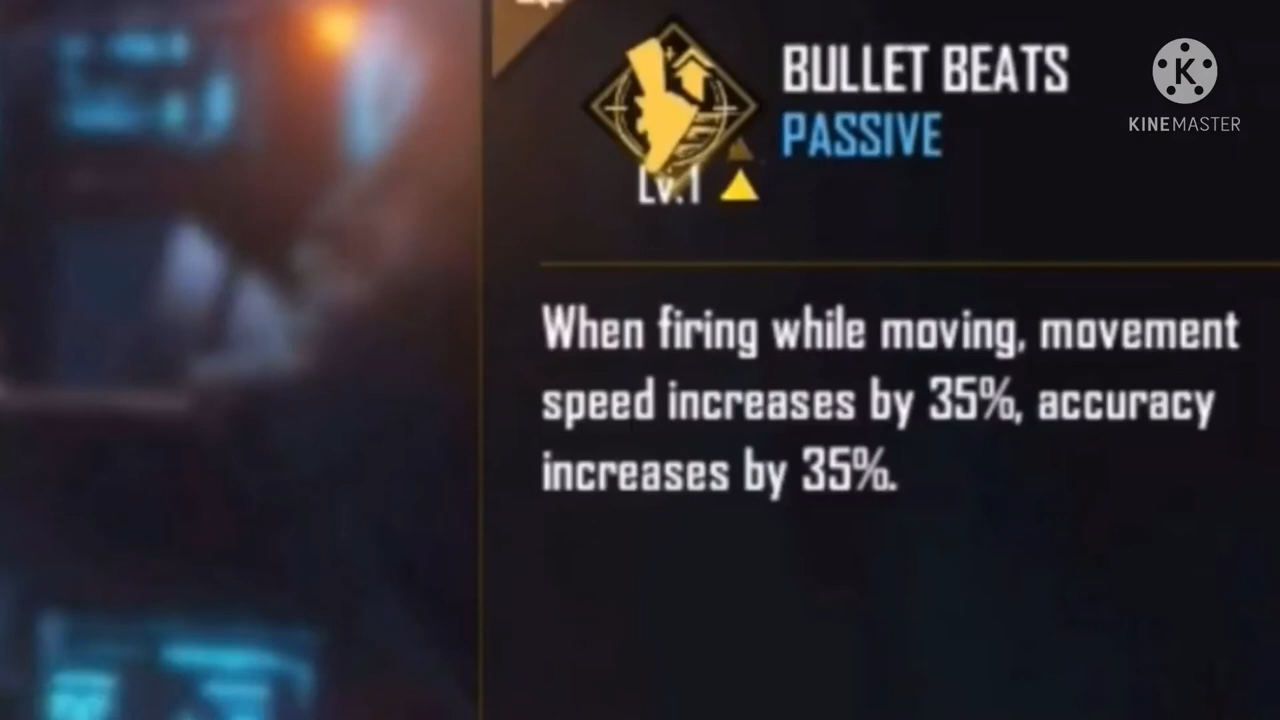 BULLET BEATS
PASSIVE
KINEMASTER
Lv.1
When firing while moving, movement
speed increases by 35%, accuracy
increases by 35%.